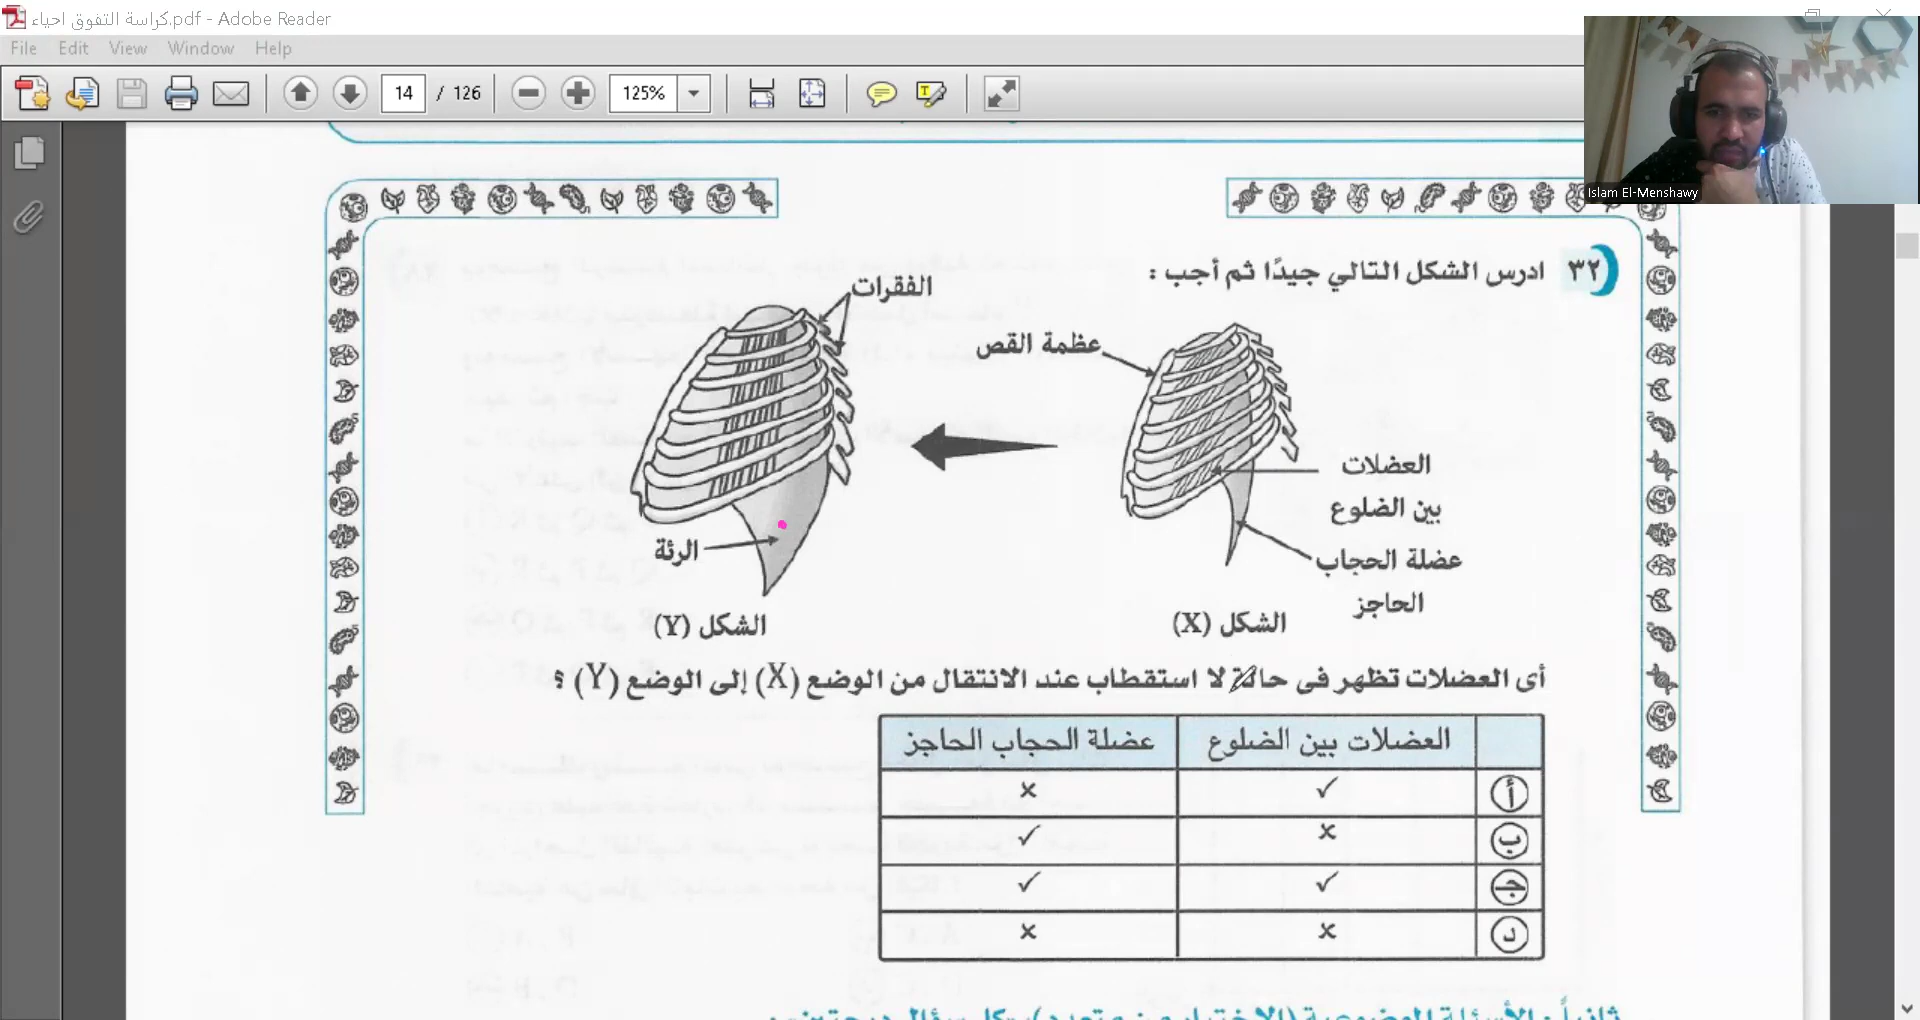 كراسة التفوق احياء.pdf - Adobe Reader
File Edit View Window Help
14 / 126 125%
Islam El-Menshawy
٣٢ ادرس الشكل التالي جيدًا ثم أجب :
الفقرات
عظمة القص
العضلات
بين الضلوع
عضلة الحجاب
الحاجز
الرئة
الشكل (X)
الشكل (Y)
أى العضلات تظهر فى حالة لا استقطاب عند الانتقال من الوضع (X) إلى الوضع (Y) ؟
العضلات بين الضلوع عضلة الحجاب الحاجز
أ ✓ ×
ب × ✓
ج ✓ ✓
د × ×